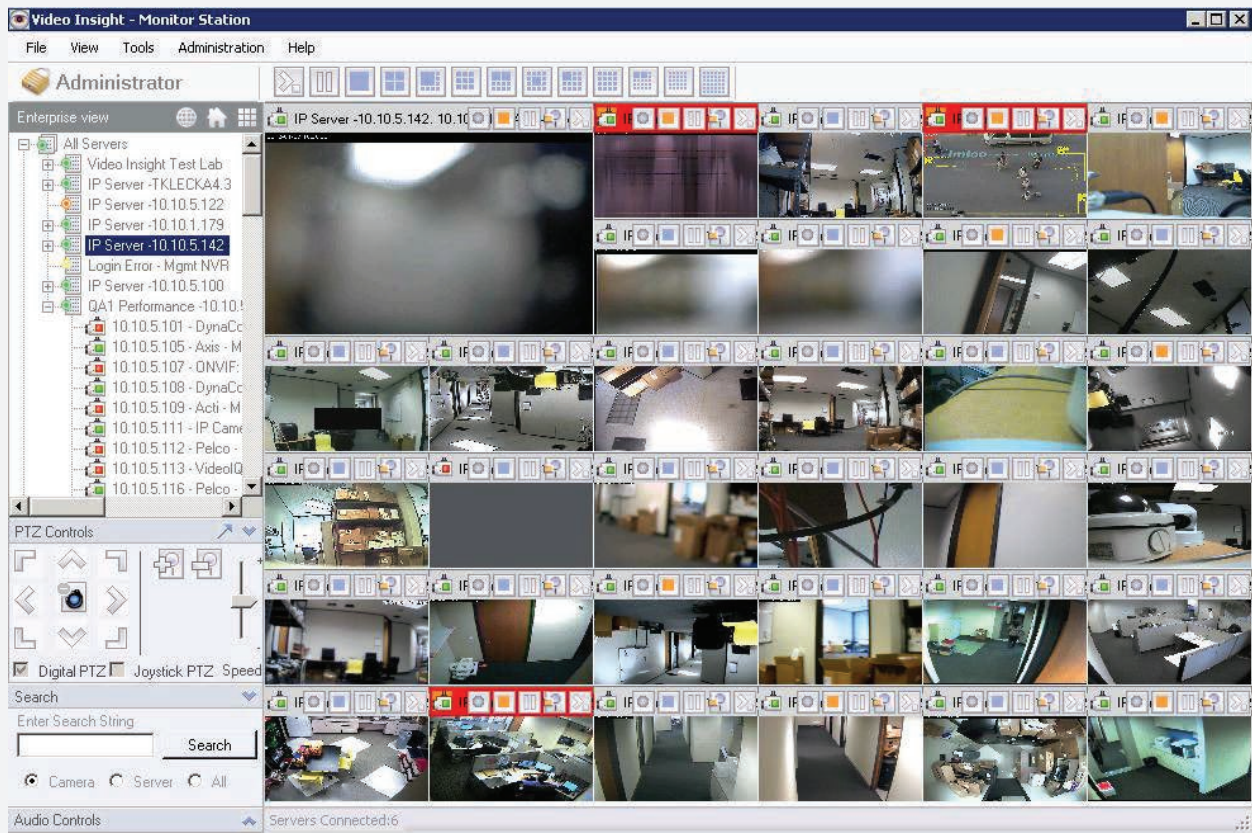 Video Insight - Monitor Station
File View Tools Administration Help
Administrator
Enterprise view
All Servers
Video Insight Test Lab
IP Server -TKLECKA4.3
IP Server -10.10.5.122
IP Server -10.10.1.179
IP Server -10.10.5.142
Login Error - Mgmt NVR
IP Server -10.10.5.100
QA1 Performance -10.10.
10.10.5.101 - DynaCo
10.10.5.105 - Axis - M
10.10.5.107 - ONVIF:
10.10.5.108 - DynaCo
10.10.5.109 - Acti - M
10.10.5.111 - IP Came
10.10.5.112 - Pelco -
10.10.5.113 - VideoIQ
10.10.5.116 - Pelco -
PTZ Controls
Digital PTZ Joystick PTZ Speed
Search
Enter Search String
Search
Camera Server All
Audio Controls
IP Server -10.10.5.142. 10.10
Servers Connected:6